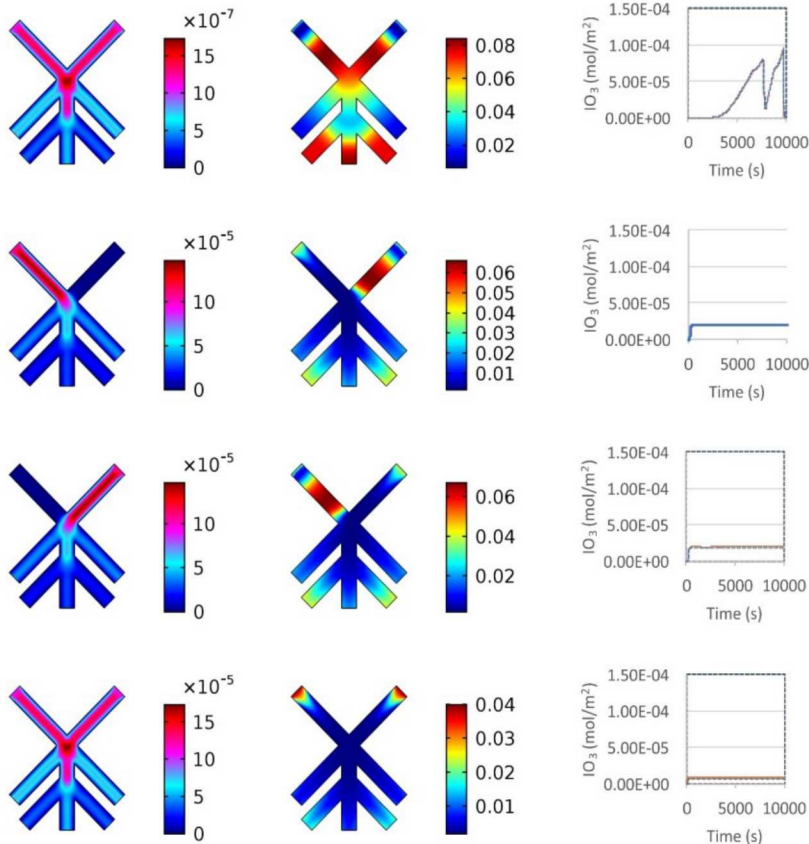 ×10⁻⁷
15
10
5
0
0.08
0.06
0.04
0.02
IO₃ (mol/m²)
1.50E-04
1.00E-04
5.00E-05
0.00E+00
0 5000 10000
Time (s)
×10⁻⁵
10
5
0
0.06
0.05
0.04
0.03
0.02
0.01
IO₃ (mol/m²)
1.50E-04
1.00E-04
5.00E-05
0.00E+00
0 5000 10000
Time (s)
×10⁻⁵
10
5
0
0.06
0.04
0.02
IO₃ (mol/m²)
1.50E-04
1.00E-04
5.00E-05
0.00E+00
0 5000 10000
Time (s)
×10⁻⁵
15
10
5
0
0.04
0.03
0.02
0.01
IO₃ (mol/m²)
1.50E-04
1.00E-04
5.00E-05
0.00E+00
0 5000 10000
Time (s)